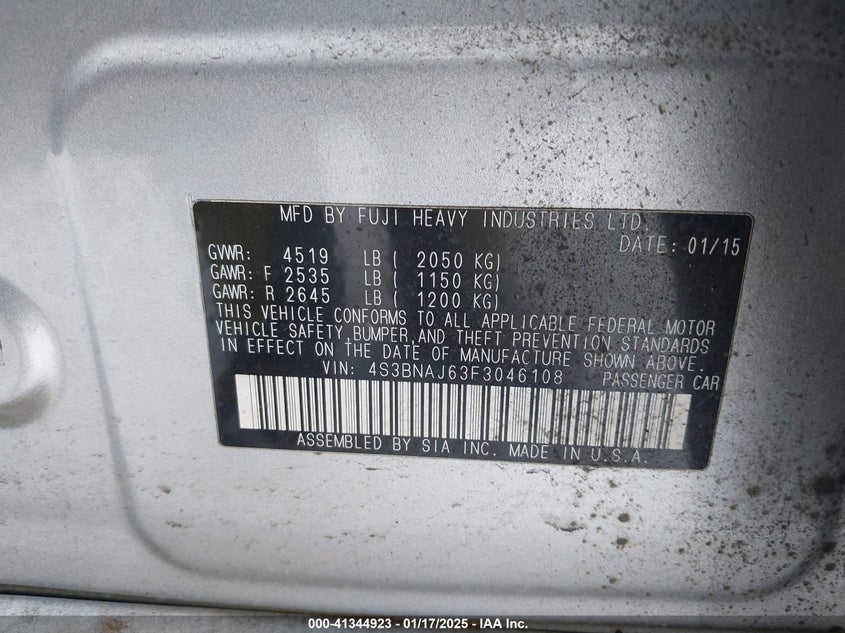 MFD BY FUJI HEAVY INDUSTRIES LTD.
DATE: 01/15
GVWR: 4519 LB ( 2050 KG)
GAWR: F 2535 LB ( 1150 KG)
GAWR: R 2645 LB ( 1200 KG)
THIS VEHICLE CONFORMS TO ALL APPLICABLE FEDERAL MOTOR
VEHICLE SAFETY, BUMPER, AND THEFT PREVENTION STANDARDS
IN EFFECT ON THE DATE OF MANUFACTURE SHOWN ABOVE.
VIN: 4S3BNAJ63F3046108 PASSENGER CAR
ASSEMBLED BY SIA INC. MADE IN U.S.A.
000-41344923 - 01/17/2025 - IAA Inc.